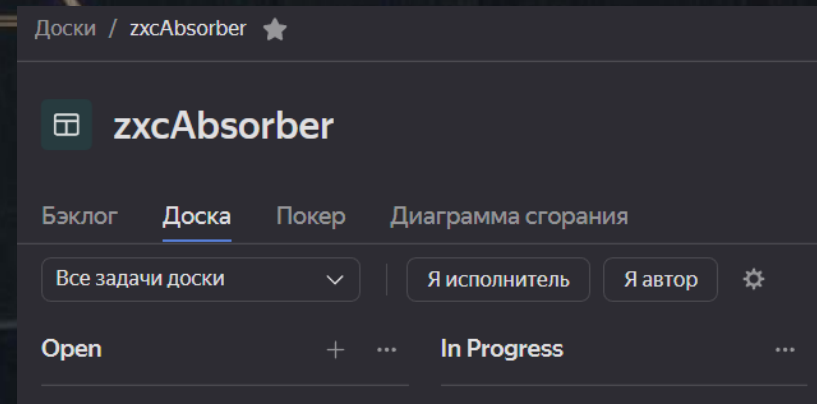 Доски / zxcAbsorber
zxcAbsorber
Бэклог Доска Покер Диаграмма сгорания
Все задачи доски Я исполнитель Я автор
Open + ... In Progress ...